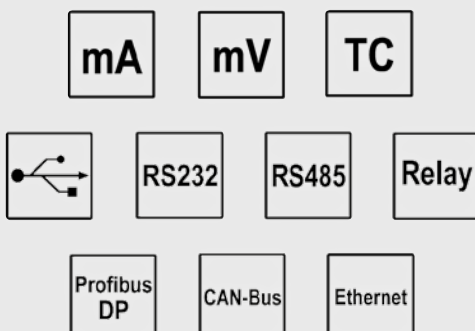 mA mV TC
RS232 RS485 Relay
Profibus
DP
CAN-Bus Ethernet